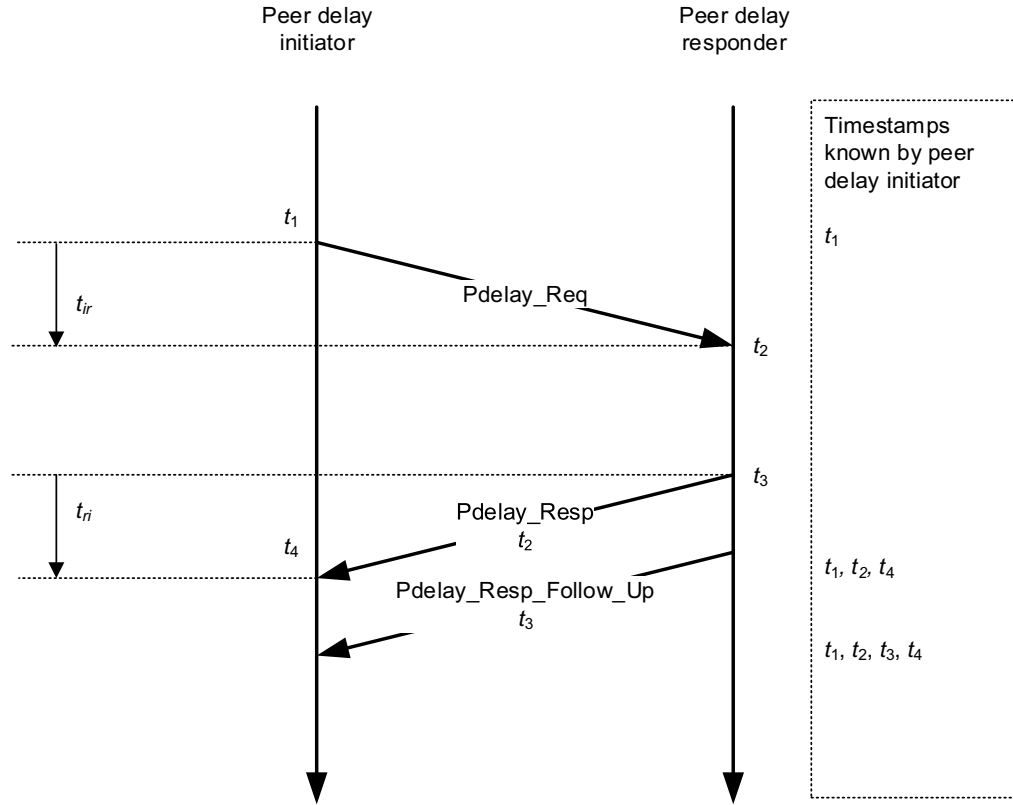 Peer delay
initiator
Peer delay
responder
Timestamps
known by peer
delay initiator
t1
t1
Pdelay_Req
tir
t2
t3
Pdelay_Resp
tri
t2
t4
t1, t2, t4
Pdelay_Resp_Follow_Up
t3
t1, t2, t3, t4